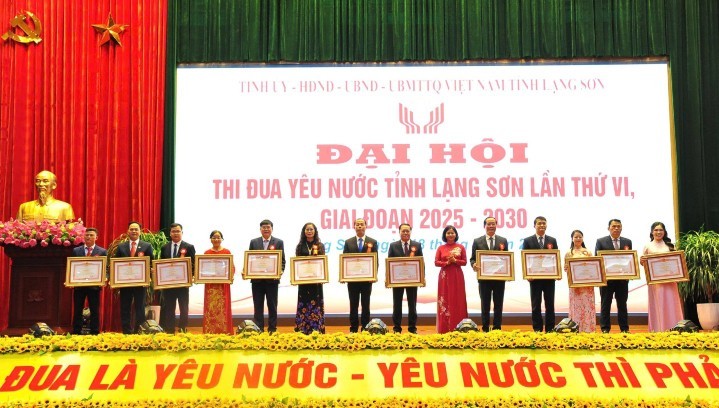 TỈNH ỦY - HĐND - UBND - UBMTTQ VIỆT NAM TỈNH LẠNG SƠN
ĐẠI HỘI
THI ĐUA YÊU NƯỚC TỈNH LẠNG SƠN LẦN THỨ VI,
GIAI ĐOẠN 2025 - 2030
ĐUA LÀ YÊU NƯỚC - YÊU NƯỚC THÌ PHẢ